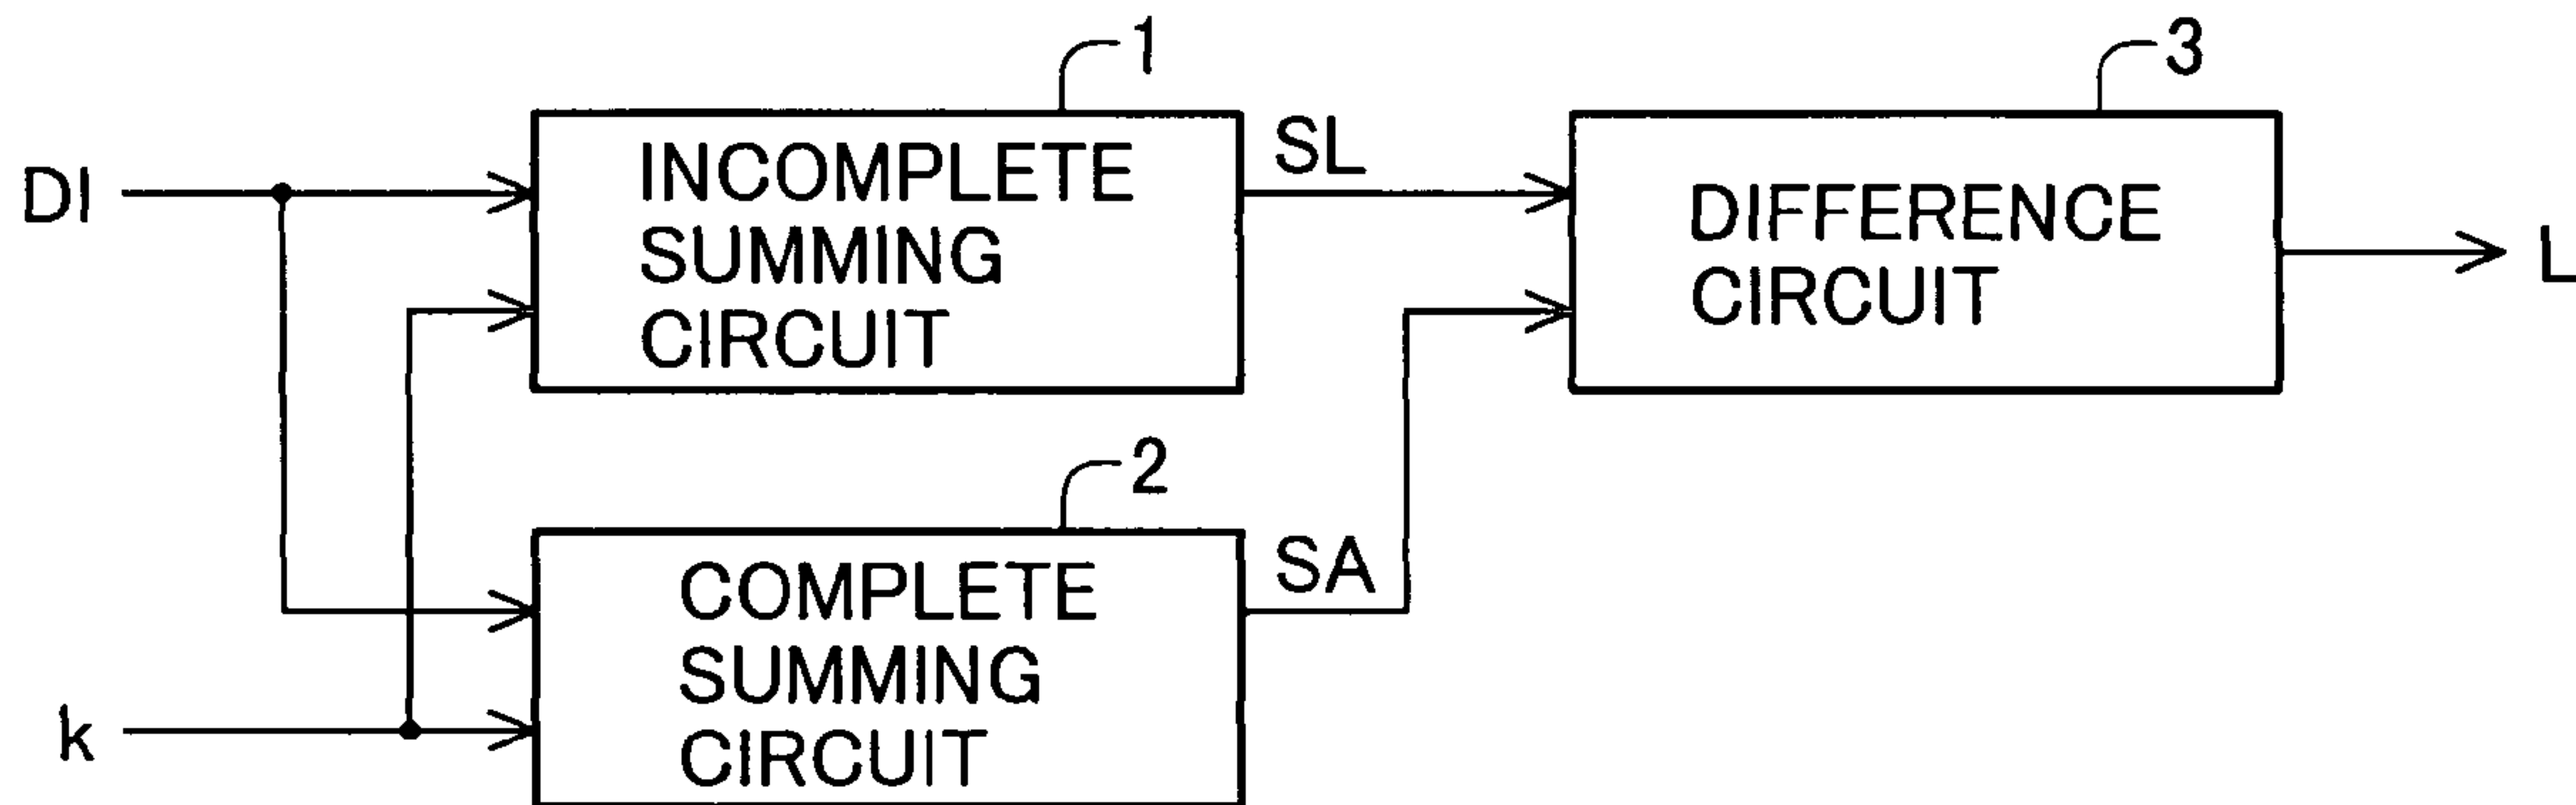 1
3
DI
INCOMPLETE
SUMMING
CIRCUIT
SL
DIFFERENCE
CIRCUIT
L
2
k
COMPLETE
SUMMING
CIRCUIT
SA